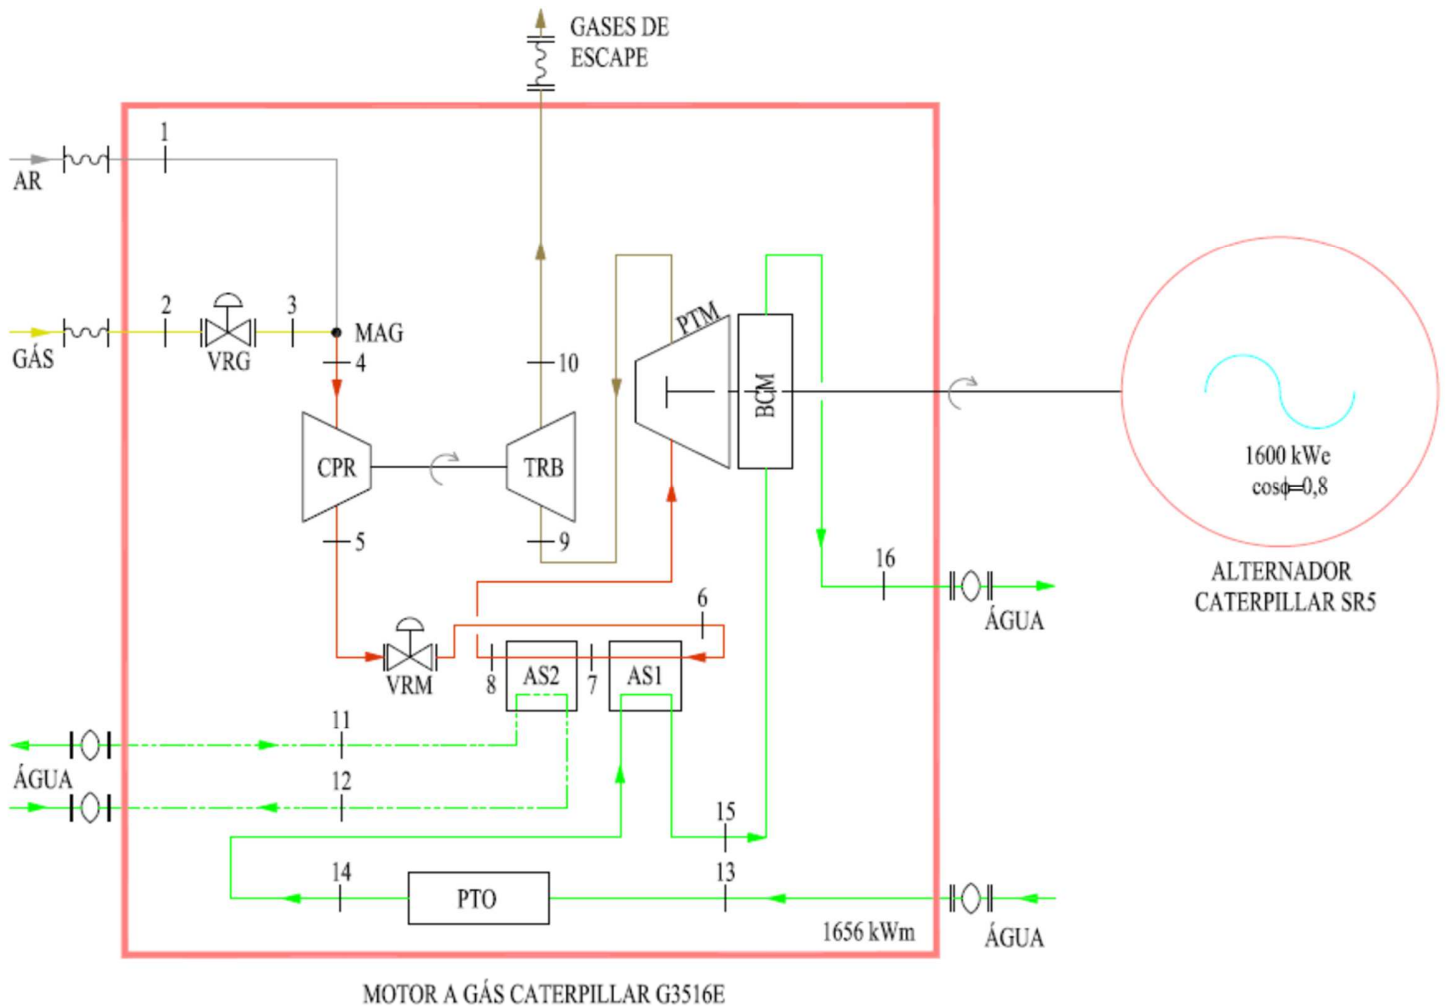 GASES DE
ESCAPE
1
AR
2
3
GÁS
VRG
MAG
4
10
PTM
BCM
CPR
TRB
5
9
1600 kWe
cosϕ=0,8
16
ALTERNADOR
CATERPILLAR SR5
ÁGUA
6
VRM
8
AS2
7
AS1
11
ÁGUA
12
15
14
13
PTO
1656 kWm
ÁGUA
MOTOR A GÁS CATERPILLAR G3516E